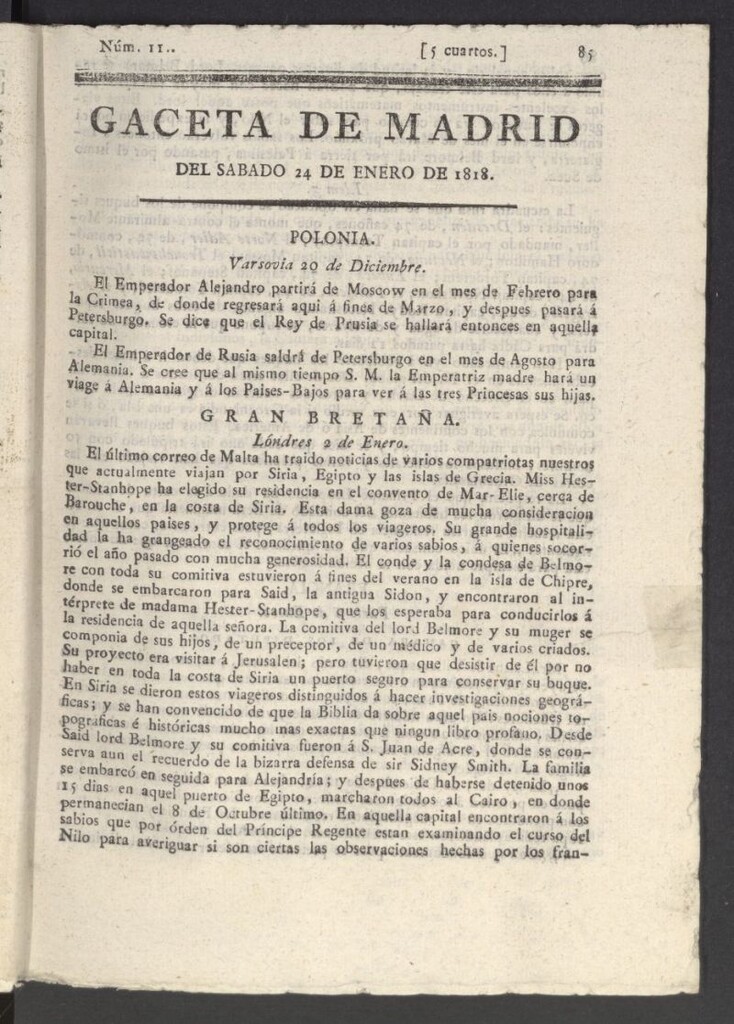 Núm. 11..
[5 cuartos.]
85
GACETA DE MADRID
DEL SABADO 24 DE ENERO DE 1818.
POLONIA.
Varsovia 20 de Diciembre.
El Emperador Alejandro partirá de Moscow en el mes de Febrero para
la Crimea, de donde regresará aqui á fines de Marzo, y despues pasará á
Petersburgo. Se dice que el Rey de Prusia se hallará entonces en aquella
capital.
El Emperador de Rusia saldrá de Petersburgo en el mes de Agosto para
Alemania. Se cree que al mismo tiempo S. M. la Emperatriz madre hará un
viage á Alemania y á los Paises-Bajos para ver á las tres Princesas sus hijas.
GRAN BRETAÑA.
Lóndres 2 de Enero.
El último correo de Malta ha traido noticias de varios compatriotas nuestros
que actualmente viajan por Siria, Egipto y las islas de Grecia. Miss Hes-
ter-Stanhope ha elegido su residencia en el convento de Mar-Elie, cerca de
Barouche, en la costa de Siria. Esta dama goza de mucha consideracion
en aquellos paises, y protege á todos los viageros. Su grande hospitali-
dad la ha grangeado el reconocimiento de varios sabios, á quienes socor-
rió el año pasado con mucha generosidad. El conde y la condesa de Belmo-
re con toda su comitiva estuvieron á fines del verano en la isla de Chipre,
donde se embarcaron para Said, la antigua Sidon, y encontraron al in-
térprete de madama Hester-Stanhope, que los esperaba para conducirlos á
la residencia de aquella señora. La comitiva del lord Belmore y su muger se
componia de sus hijos, de un preceptor, de un médico y de varios criados.
Su proyecto era visitar á Jerusalen; pero tuvieron que desistir de él por no
haber en toda la costa de Siria un puerto seguro para conservar su buque.
En Siria se dieron estos viageros distinguidos á hacer investigaciones geográ-
ficas; y se han convencido de que la Biblia da sobre aquel pais nociones to-
pográficas é históricas mucho mas exactas que ningun libro profano. Desde
Said lord Belmore y su comitiva fueron á S. Juan de Acre, donde se con-
serva aun el recuerdo de la bizarra defensa de sir Sidney Smith. La familia
se embarcó en seguida para Alejandría; y despues de haberse detenido unos
15 dias en aquel puerto de Egipto, marcharon todos al Cairo, en donde
permanecian el 8 de Octubre último. En aquella capital encontraron á los
sabios que por órden del Príncipe Regente estan examinando el curso del
Nilo para averiguar si son ciertas las observaciones hechas por los fran-